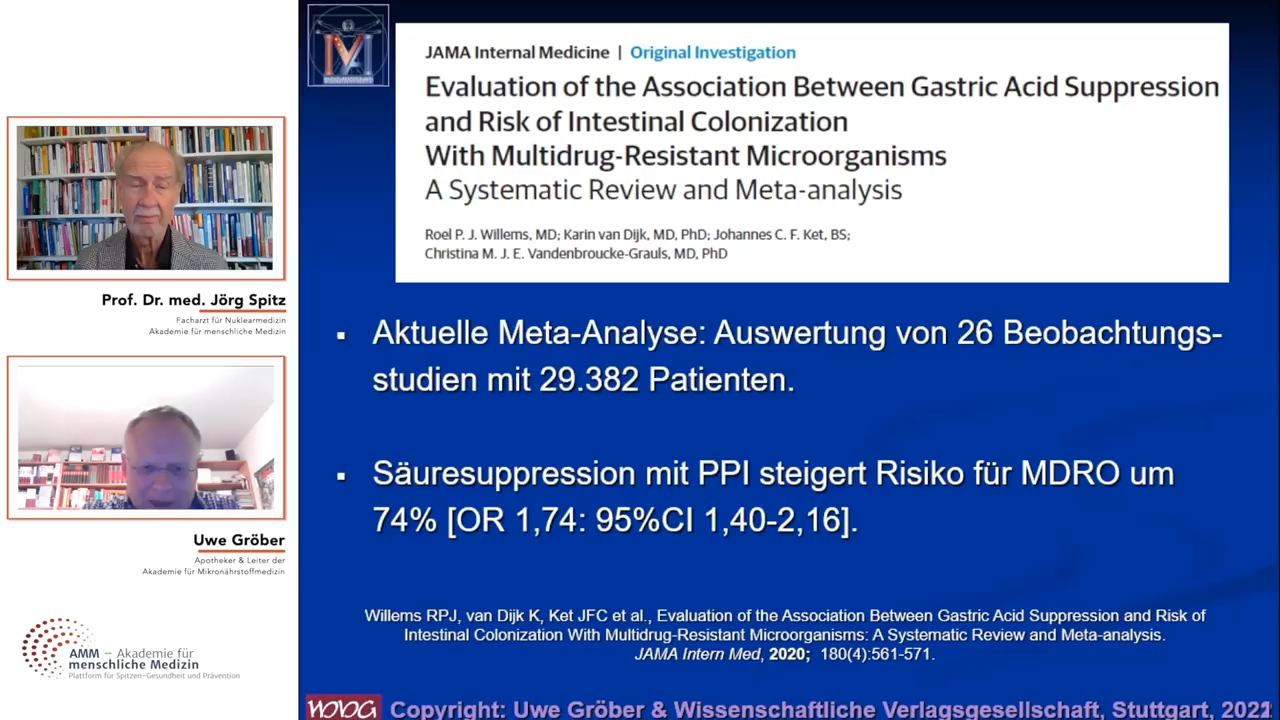 JAMA Internal Medicine | Original Investigation
Evaluation of the Association Between Gastric Acid Suppression
and Risk of Intestinal Colonization
With Multidrug-Resistant Microorganisms
A Systematic Review and Meta-analysis
Roel P. J. Willems, MD; Karin van Dijk, MD, PhD; Johannes C. F. Ket, BS;
Christina M. J. E. Vandenbroucke-Grauls, MD, PhD
Prof. Dr. med. Jörg Spitz
Facharzt für Nuklearmedizin
Akademie für menschliche Medizin
Uwe Gröber
Apotheker & Leiter der
Akademie für Mikronährstoffmedizin
AMM – Akademie für
menschliche Medizin
Plattform für Spitzen-Gesundheit und Prävention
▪ Aktuelle Meta-Analyse: Auswertung von 26 Beobachtungs-
studien mit 29.382 Patienten.
▪ Säuresuppression mit PPI steigert Risiko für MDRO um
74% [OR 1,74: 95%CI 1,40-2,16].
Willems RPJ, van Dijk K, Ket JFC et al., Evaluation of the Association Between Gastric Acid Suppression and Risk of
Intestinal Colonization With Multidrug-Resistant Microorganisms: A Systematic Review and Meta-analysis.
JAMA Intern Med, 2020; 180(4):561-571.
Copyright: Uwe Gröber & Wissenschaftliche Verlagsgesellschaft, Stuttgart, 2021